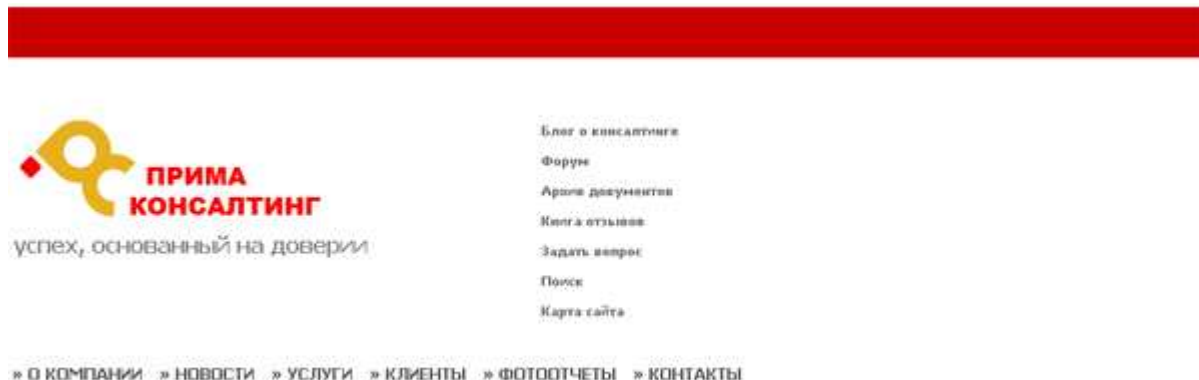 ПРИМА
КОНСАЛТИНГ
успех, основанный на доверии
Блог о консалтинге
Форум
Архив документов
Книга отзывов
Задать вопрос
Поиск
Карта сайта
» О КОМПАНИИ » НОВОСТИ » УСЛУГИ » КЛИЕНТЫ » ФОТООТЧЕТЫ » КОНТАКТЫ